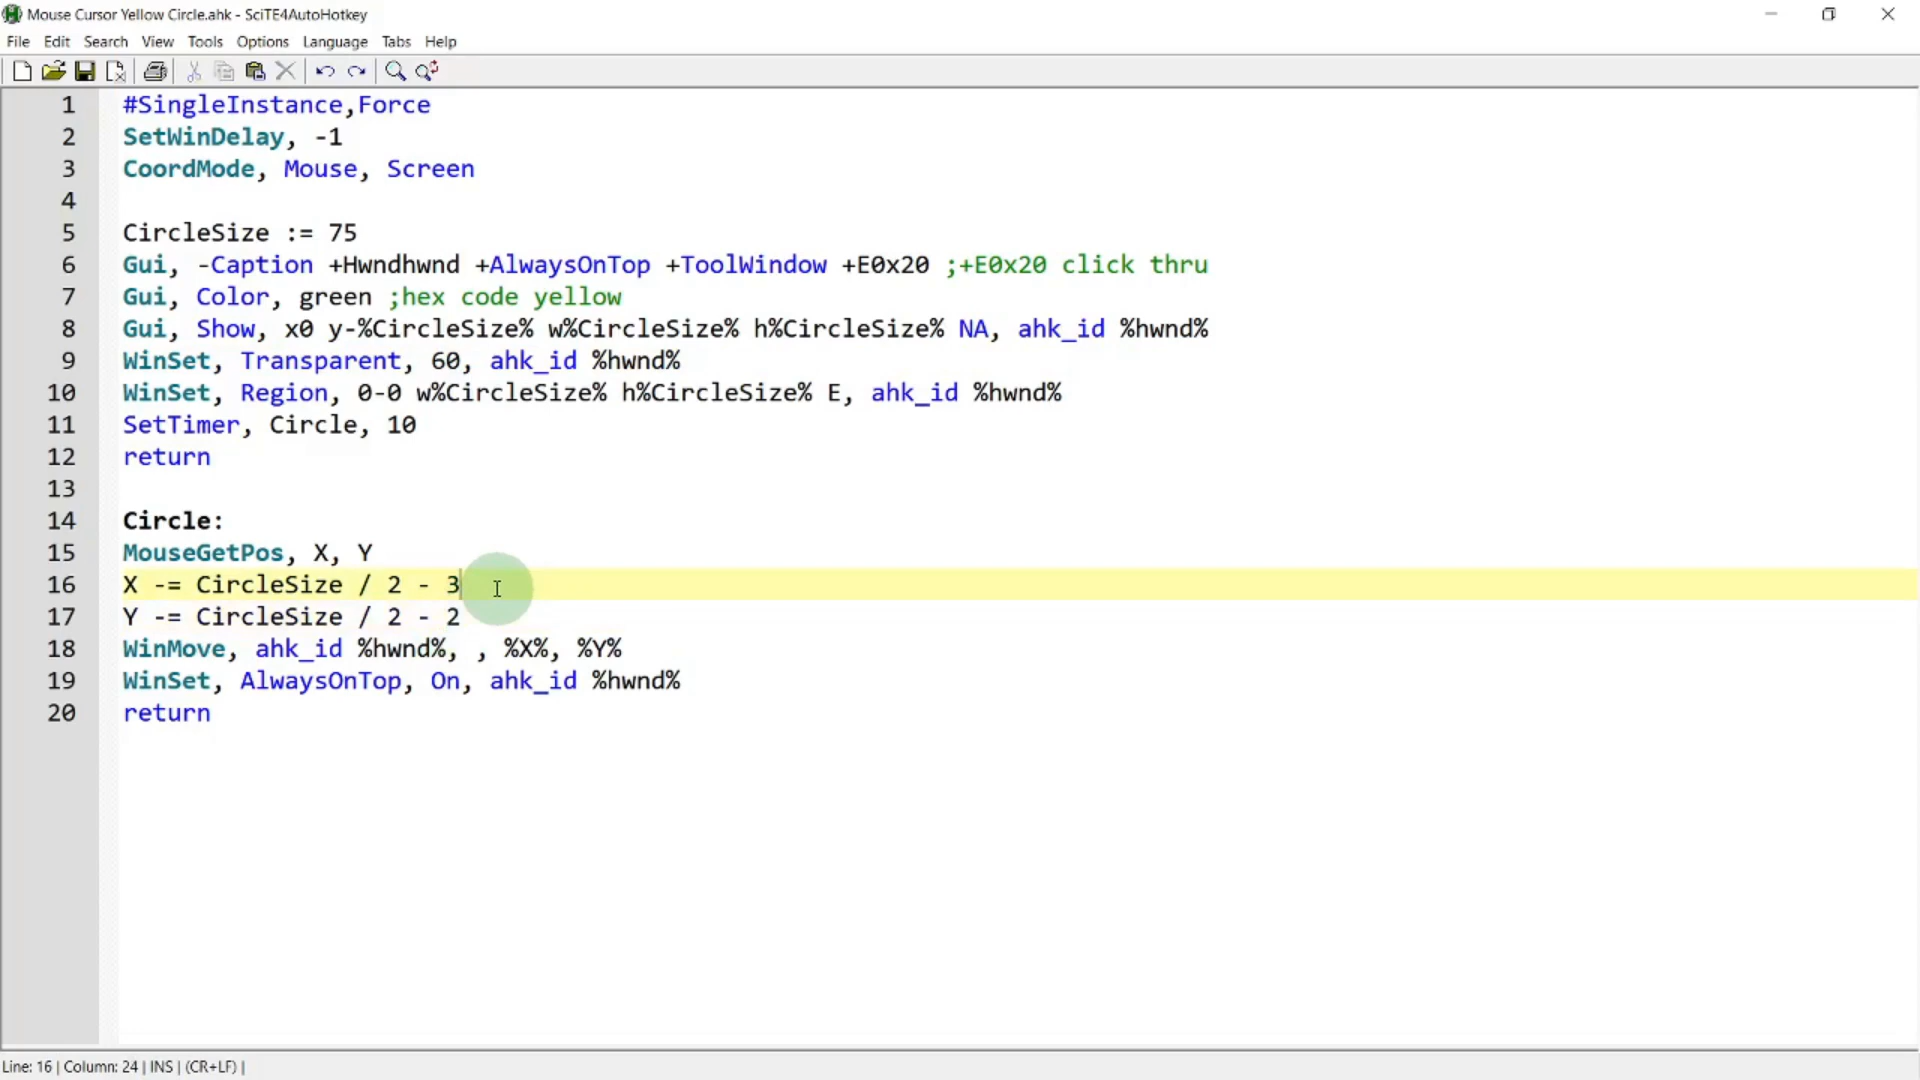 Mouse Cursor Yellow Circle.ahk - SciTE4AutoHotkey
File Edit Search View Tools Options Language Tabs Help
1 #SingleInstance,Force
2 SetWinDelay, -1
3 CoordMode, Mouse, Screen
4
5 CircleSize := 75
6 Gui, -Caption +Hwndhwnd +AlwaysOnTop +ToolWindow +E0x20 ;+E0x20 click thru
7 Gui, Color, green ;hex code yellow
8 Gui, Show, x0 y-%CircleSize% w%CircleSize% h%CircleSize% NA, ahk_id %hwnd%
9 WinSet, Transparent, 60, ahk_id %hwnd%
10 WinSet, Region, 0-0 w%CircleSize% h%CircleSize% E, ahk_id %hwnd%
11 SetTimer, Circle, 10
12 return
13
14 Circle:
15 MouseGetPos, X, Y
16 X -= CircleSize / 2 - 3
17 Y -= CircleSize / 2 - 2
18 WinMove, ahk_id %hwnd%, , %X%, %Y%
19 WinSet, AlwaysOnTop, On, ahk_id %hwnd%
20 return
Line: 16 | Column: 24 | INS | (CR+LF) |